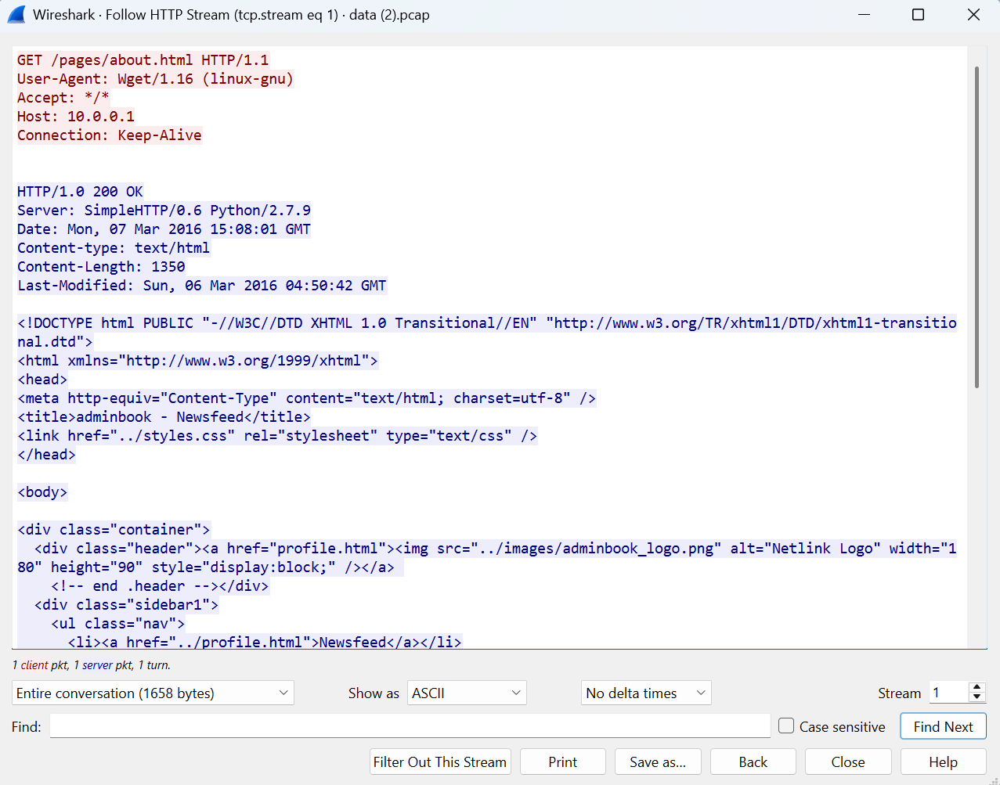 Wireshark · Follow HTTP Stream (tcp.stream eq 1) · data (2).pcap
GET /pages/about.html HTTP/1.1
User-Agent: Wget/1.16 (linux-gnu)
Accept: */*
Host: 10.0.0.1
Connection: Keep-Alive
HTTP/1.0 200 OK
Server: SimpleHTTP/0.6 Python/2.7.9
Date: Mon, 07 Mar 2016 15:08:01 GMT
Content-type: text/html
Content-Length: 1350
Last-Modified: Sun, 06 Mar 2016 04:50:42 GMT
<!DOCTYPE html PUBLIC "-//W3C//DTD XHTML 1.0 Transitional//EN" "http://www.w3.org/TR/xhtml1/DTD/xhtml1-transitio
nal.dtd">
<html xmlns="http://www.w3.org/1999/xhtml">
<head>
<meta http-equiv="Content-Type" content="text/html; charset=utf-8" />
<title>adminbook - Newsfeed</title>
<link href="../styles.css" rel="stylesheet" type="text/css" />
</head>
<body>
<div class="container">
  <div class="header"><a href="profile.html"><img src="../images/adminbook_logo.png" alt="Netlink Logo" width="1
80" height="90" style="display:block;" /></a>
    <!-- end .header --></div>
  <div class="sidebar1">
    <ul class="nav">
      <li><a href="../profile.html">Newsfeed</a></li>
1 client pkt, 1 server pkt, 1 turn.
Entire conversation (1658 bytes) Show as ASCII No delta times Stream 1
Find: Case sensitive Find Next
Filter Out This Stream Print Save as... Back Close Help